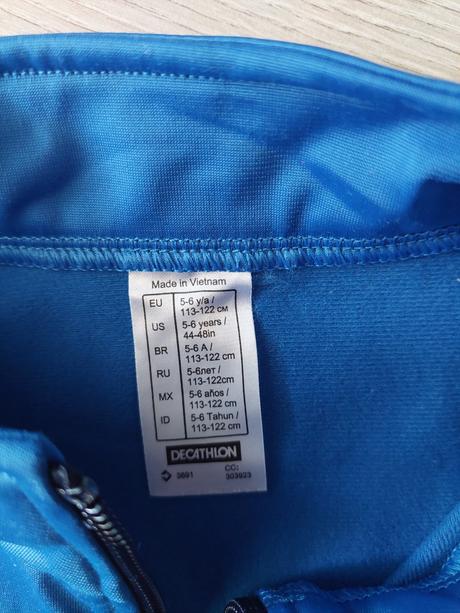 Made in Vietnam
EU 5-6 y/a /
113-122 см
US 5-6 years /
44-48in
BR 5-6 A /
113-122 cm
RU 5-6лет /
113-122cm
MX 5-6 años /
113-122 cm
ID 5-6 Tahun /
113-122 cm
DECATHLON
3691 CC:
303923